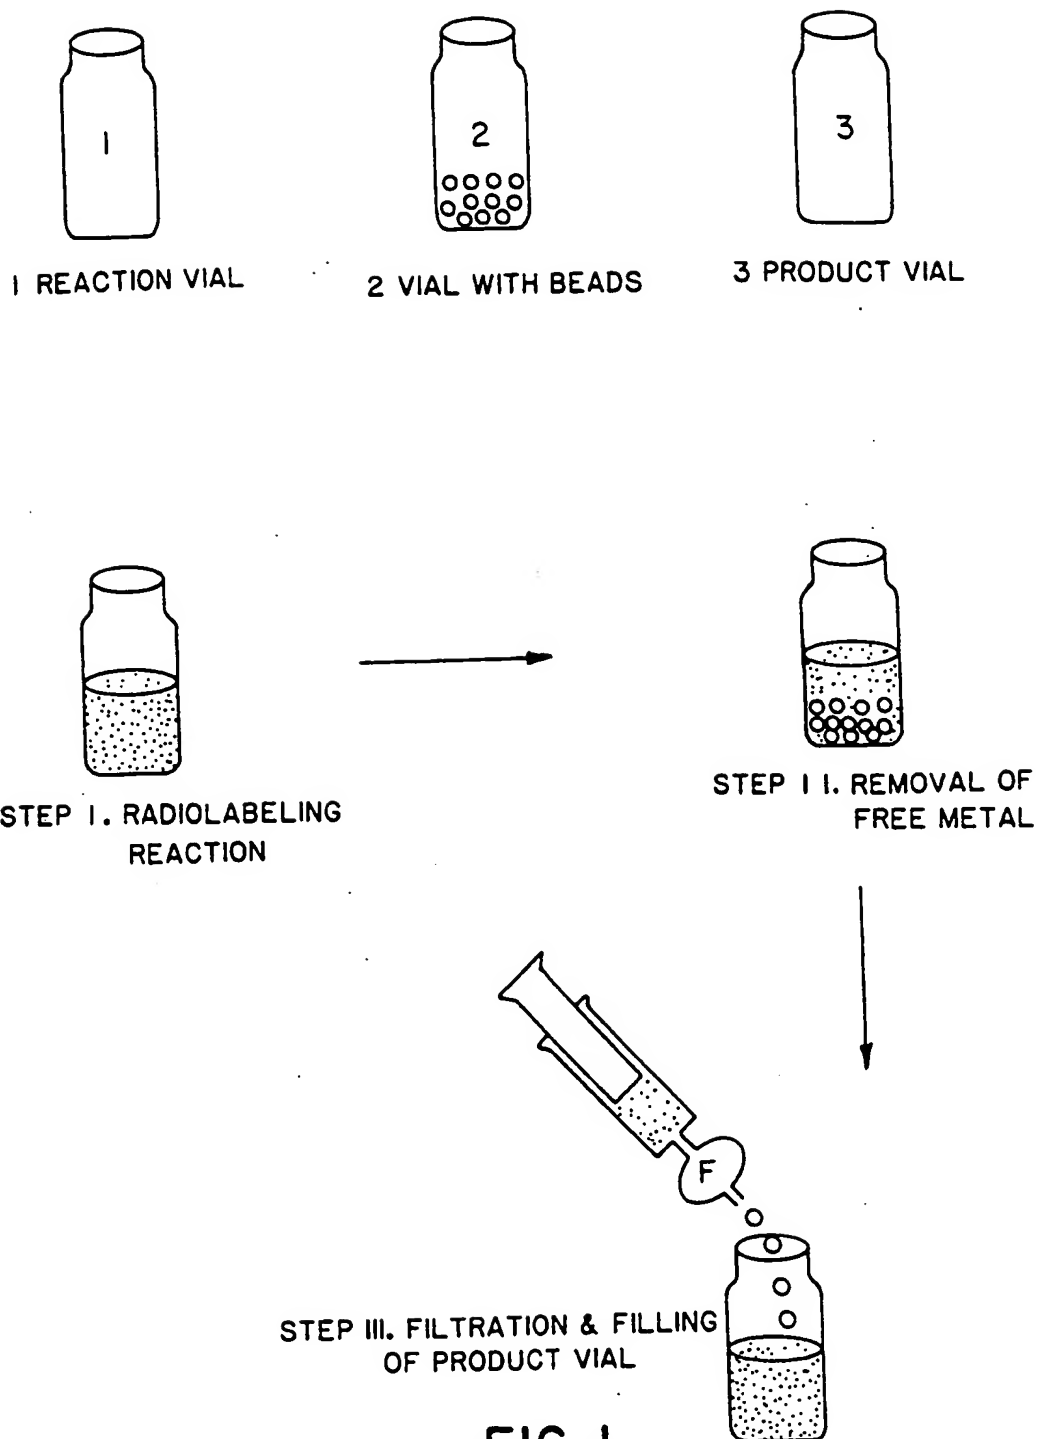 1
2
3
1 REACTION VIAL
2 VIAL WITH BEADS
3 PRODUCT VIAL
STEP I. RADIOLABELING
REACTION
STEP I I. REMOVAL OF
FREE METAL
F
STEP III. FILTRATION & FILLING
OF PRODUCT VIAL